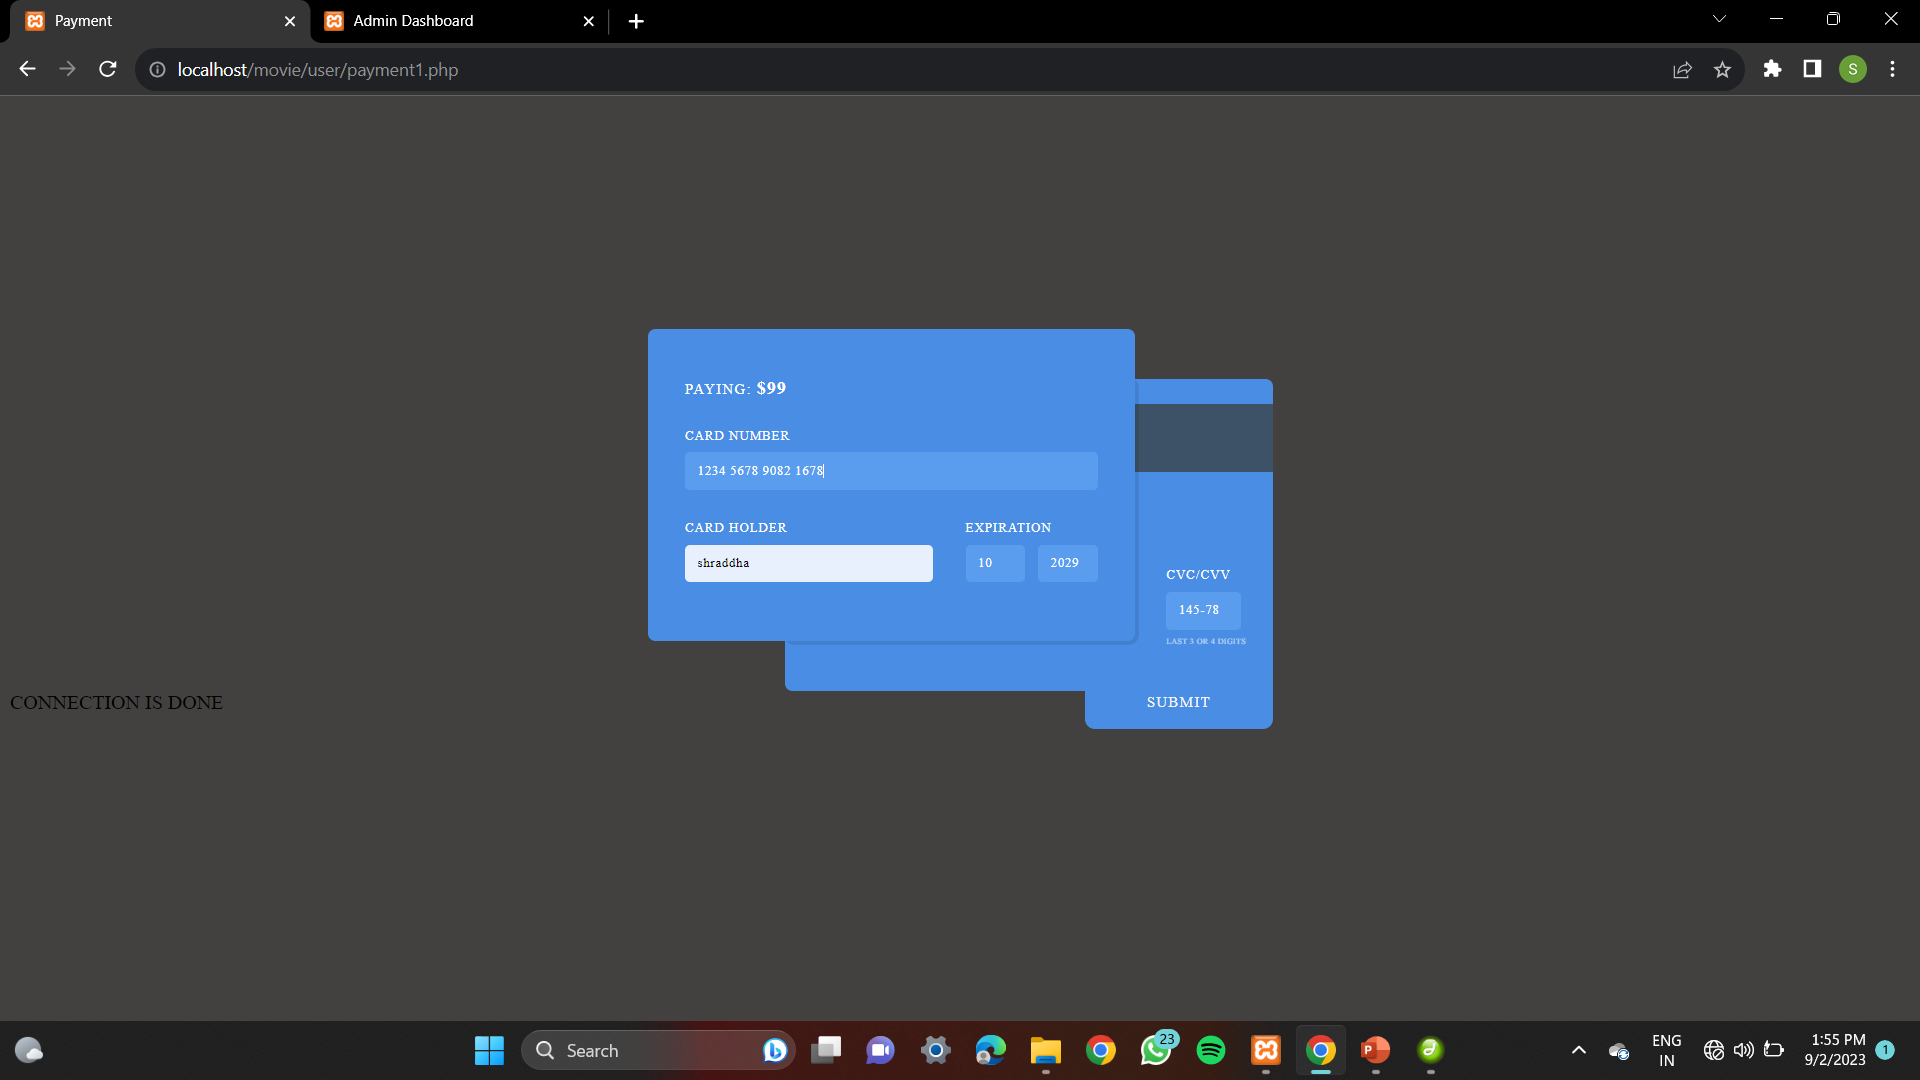 Payment
Admin Dashboard
localhost/movie/user/payment1.php
S
PAYING: $99
CARD NUMBER
1234 5678 9082 1678
CARD HOLDER
EXPIRATION
shraddha
10
2029
CVC/CVV
145-78
LAST 3 OR 4 DIGITS
CONNECTION IS DONE
SUBMIT
Search
23
P
ENG
IN
1:55 PM
9/2/2023
1